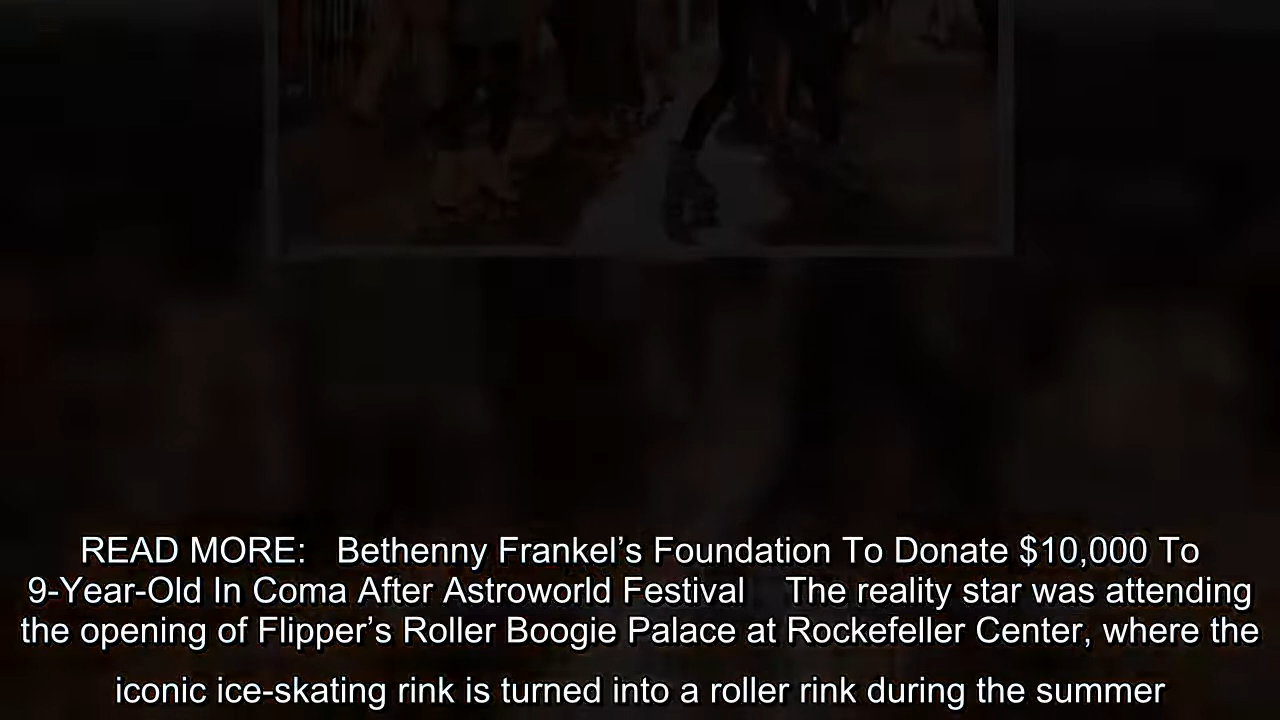 READ MORE:   Bethenny Frankel’s Foundation To Donate $10,000 To
9-Year-Old In Coma After Astroworld Festival    The reality star was attending
the opening of Flipper’s Roller Boogie Palace at Rockefeller Center, where the
iconic ice-skating rink is turned into a roller rink during the summer